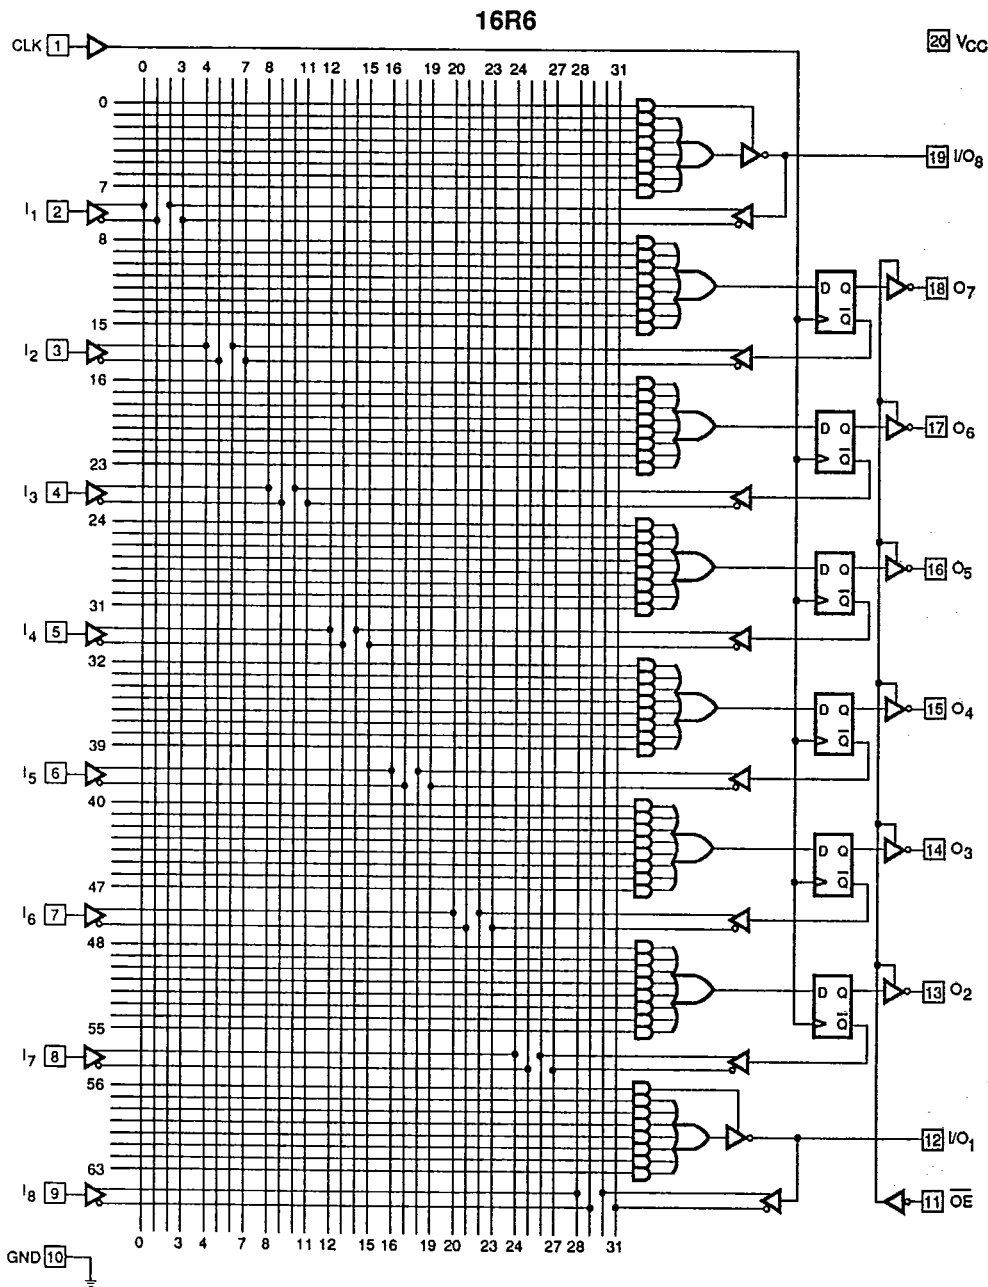 16R6
CLK 1
20 VCC
0 3 4 7 8 11 12 15 16 19 20 23 24 27 28 31
0
19 I/O8
7
I1 2
8
D Q
18 O7
Q̅
15
I2 3
16
D Q
17 O6
Q̅
23
I3 4
24
D Q
16 O5
Q̅
31
I4 5
32
D Q
15 O4
Q̅
39
I5 6
40
D Q
14 O3
Q̅
47
I6 7
48
D Q
13 O2
Q̅
55
I7 8
56
12 I/O1
63
I8 9
11 O̅E̅
0 3 4 7 8 11 12 15 16 19 20 23 24 27 28 31
GND 10